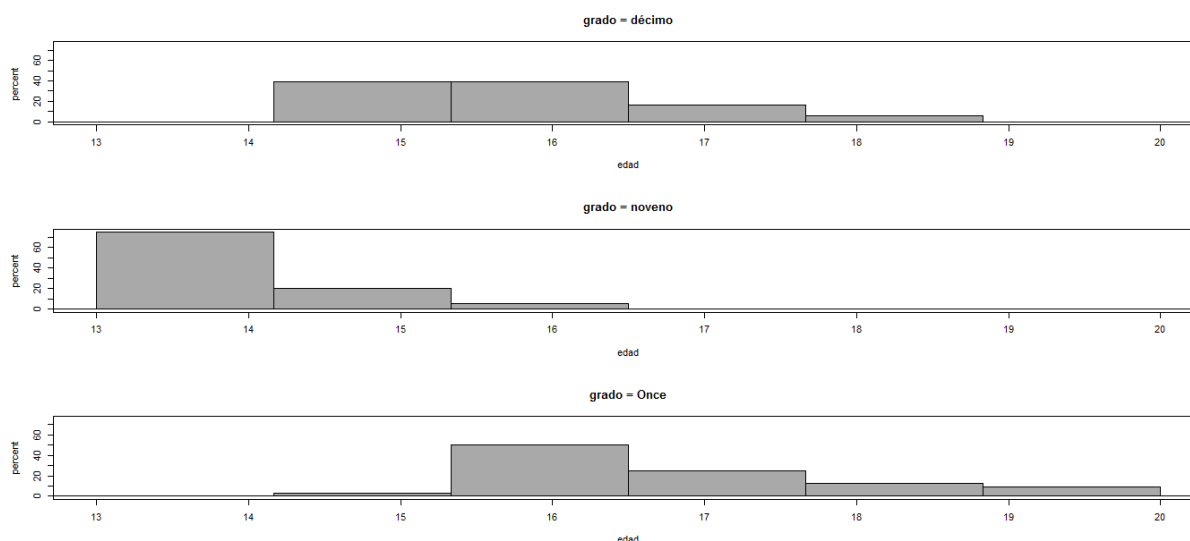 grado = décimo
percent
0 20 40 60
13 14 15 16 17 18 19 20
edad
grado = noveno
percent
0 20 40 60
13 14 15 16 17 18 19 20
edad
grado = Once
percent
0 20 40 60
13 14 15 16 17 18 19 20
edad